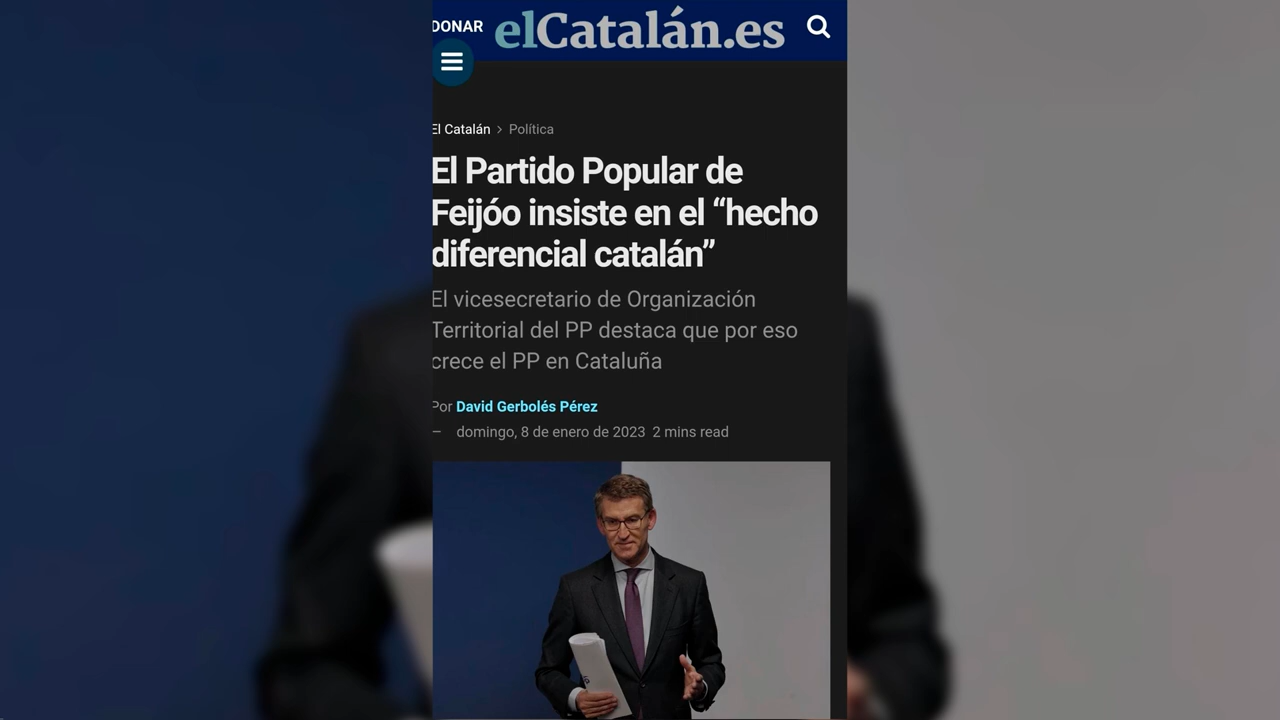 DONAR elCatalán.es
El Catalán > Política
El Partido Popular de
Feijóo insiste en el “hecho
diferencial catalán”
El vicesecretario de Organización
Territorial del PP destaca que por eso
crece el PP en Cataluña
Por David Gerbolés Pérez
— domingo, 8 de enero de 2023 2 mins read